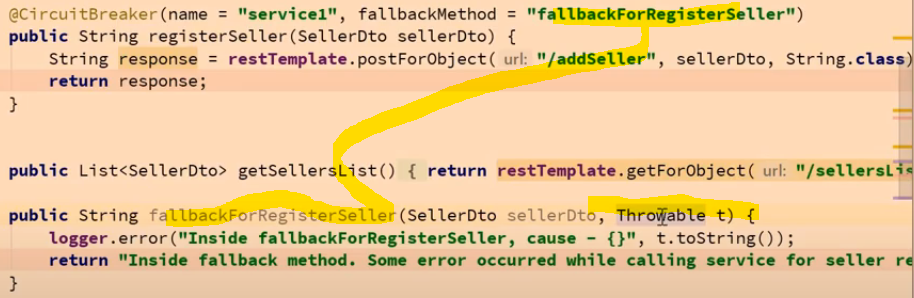 @CircuitBreaker(name = "service1", fallbackMethod = "fallbackForRegisterSeller")
public String registerSeller(SellerDto sellerDto) {
String response = restTemplate.postForObject( url: "/addSeller", sellerDto, String.class)
return response;
}
public List<SellerDto> getSellersList() { return restTemplate.getForObject( url: "/sellersLis
public String fallbackForRegisterSeller(SellerDto sellerDto, Throwable t) {
logger.error("Inside fallbackForRegisterSeller, cause - {}", t.toString());
return "Inside fallback method. Some error occurred while calling service for seller re
}